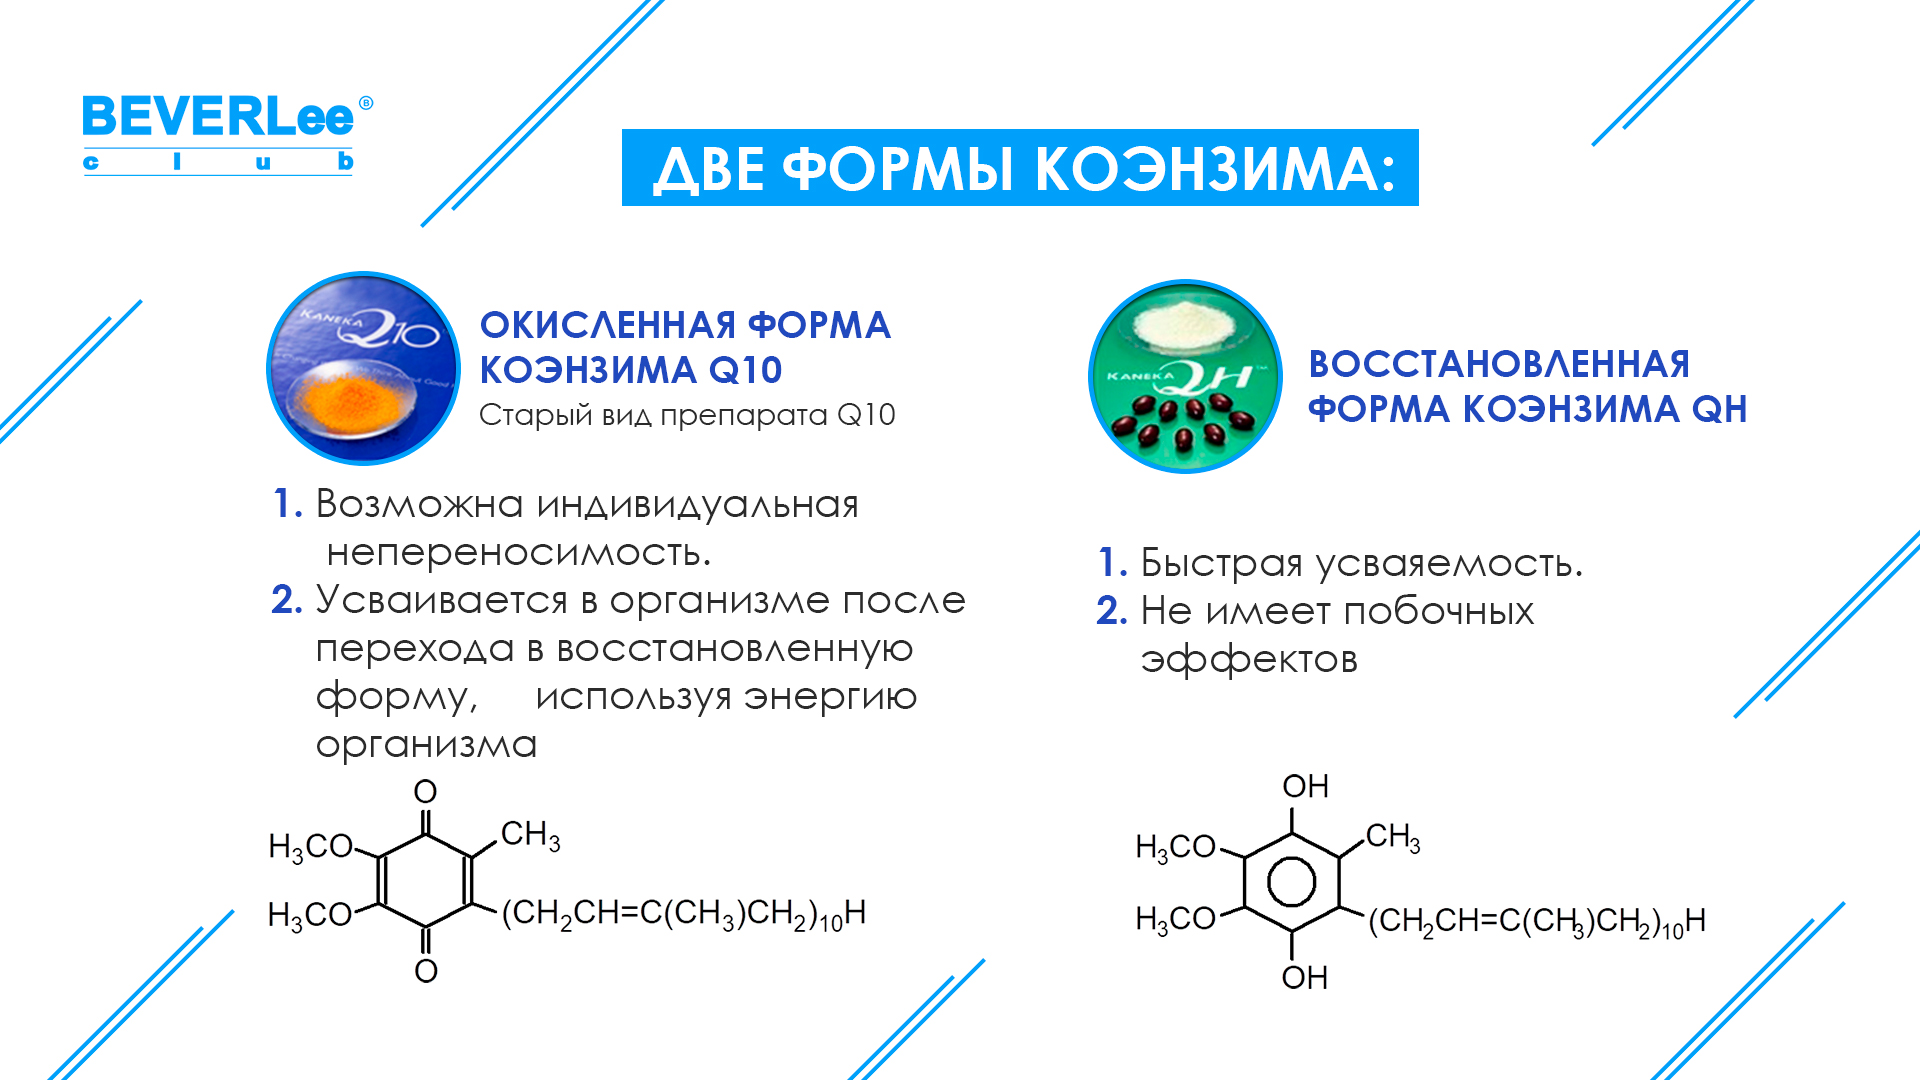 BEVERLee®
club
ДВЕ ФОРМЫ КОЭНЗИМА:
KANEKA Q10
ОКИСЛЕННАЯ ФОРМА
КОЭНЗИМА Q10
Старый вид препарата Q10
1. Возможна индивидуальная
непереносимость.
2. Усваивается в организме после
перехода в восстановленную
форму, используя энергию
организма
O
CH₃
H₃CO
H₃CO
(CH₂CH=C(CH₃)CH₂)₁₀H
O
KANEKA QH™
ВОССТАНОВЛЕННАЯ
ФОРМА КОЭНЗИМА QH
1. Быстрая усваяемость.
2. Не имеет побочных
эффектов
OH
CH₃
H₃CO
H₃CO
(CH₂CH=C(CH₃)CH₂)₁₀H
OH